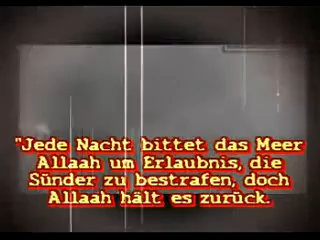 "Jede Nacht bittet das Meer
Allaah um Erlaubnis, die
Sünder zu bestrafen, doch
Allaah hält es zurück.